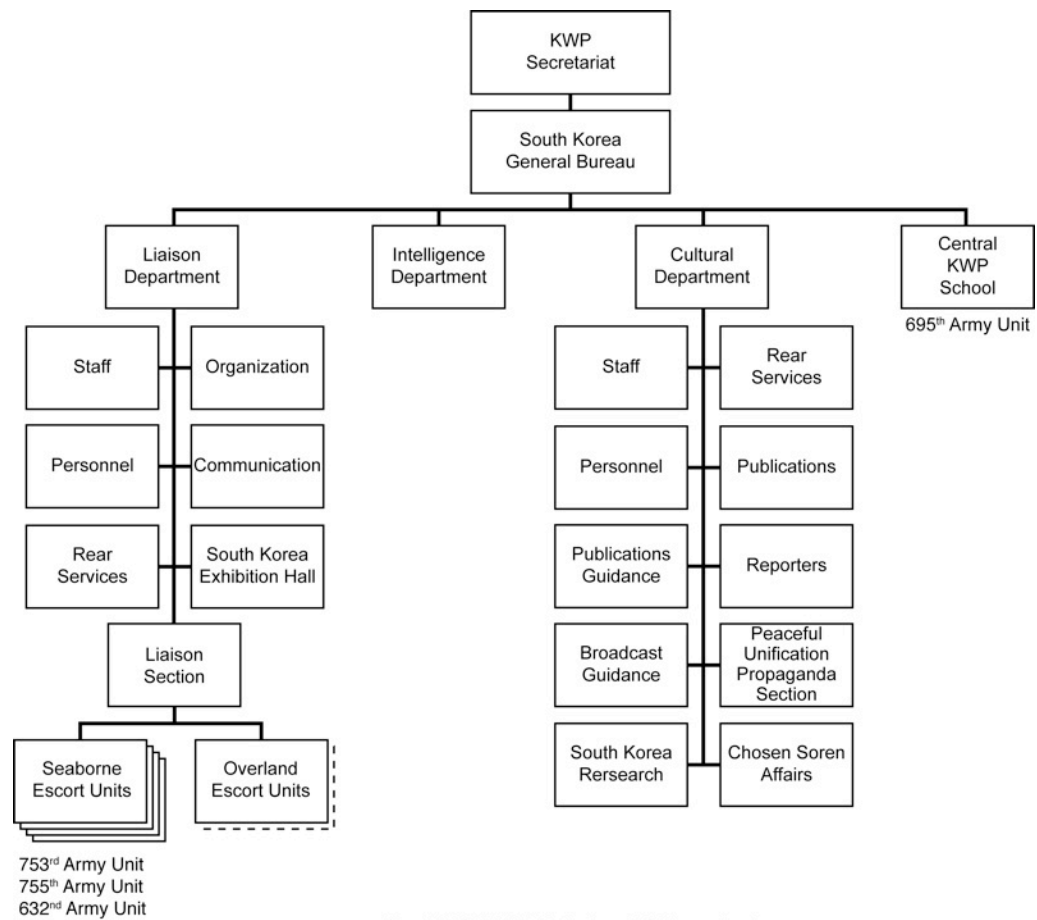 KWP
Secretariat
South Korea
General Bureau
Liaison
Department
Intelligence
Department
Cultural
Department
Central
KWP
School
695th Army Unit
Staff
Organization
Personnel
Communication
Rear
Services
South Korea
Exhibition Hall
Liaison
Section
Seaborne
Escort Units
Overland
Escort Units
753rd Army Unit
755th Army Unit
632nd Army Unit
Staff
Rear
Services
Personnel
Publications
Publications
Guidance
Reporters
Broadcast
Guidance
Peaceful
Unification
Propaganda
Section
South Korea
Rersearch
Chosen Soren
Affairs